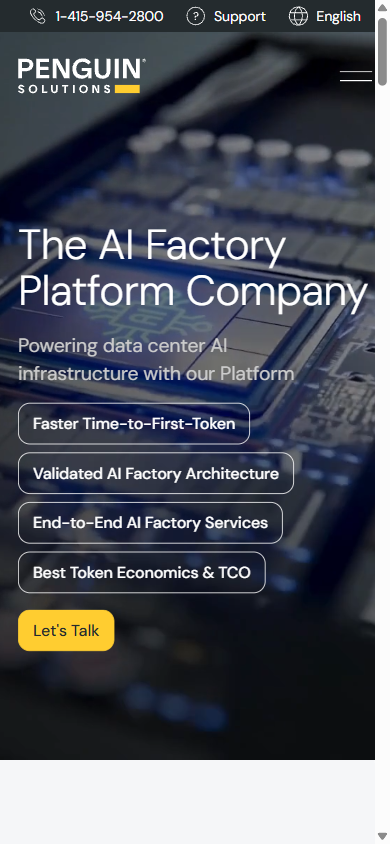 1-415-954-2800 Support English
PENGUIN
SOLUTIONS
The AI Factory
Platform Company
Powering data center AI
infrastructure with our Platform
Faster Time-to-First-Token
Validated AI Factory Architecture
End-to-End AI Factory Services
Best Token Economics & TCO
Let's Talk